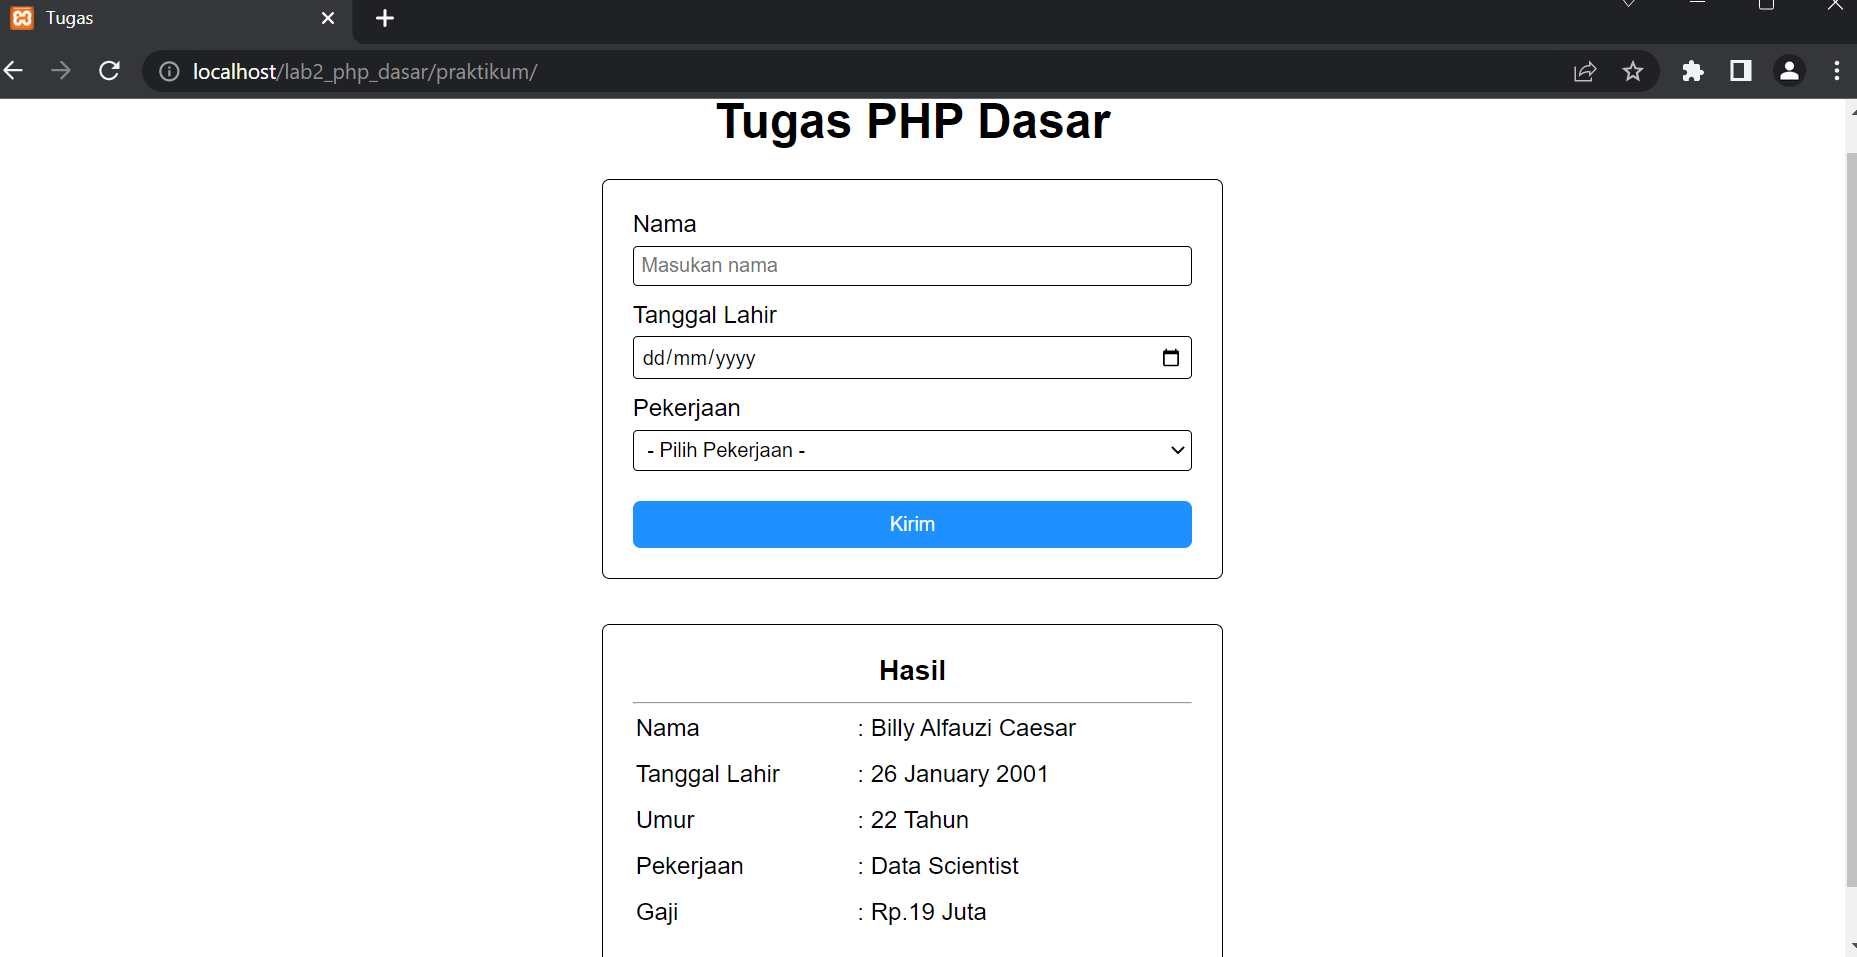 Tugas
localhost/lab2_php_dasar/praktikum/
Tugas PHP Dasar
Nama
Masukan nama
Tanggal Lahir
dd/mm/yyyy
Pekerjaan
- Pilih Pekerjaan -
Kirim
Hasil
Nama : Billy Alfauzi Caesar
Tanggal Lahir : 26 January 2001
Umur : 22 Tahun
Pekerjaan : Data Scientist
Gaji : Rp.19 Juta